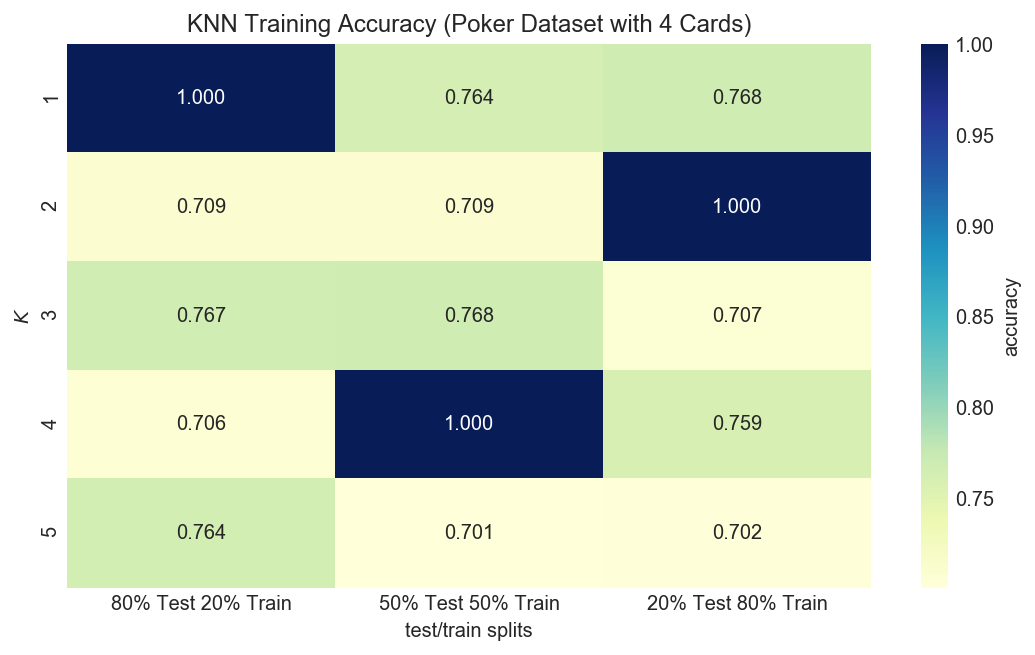 KNN Training Accuracy (Poker Dataset with 4 Cards)
1 1.000 0.764 0.768
2 0.709 0.709 1.000
3 0.767 0.768 0.707
4 0.706 1.000 0.759
5 0.764 0.701 0.702
K
80% Test 20% Train 50% Test 50% Train 20% Test 80% Train
test/train splits
1.00
0.95
0.90
0.85
0.80
0.75
accuracy